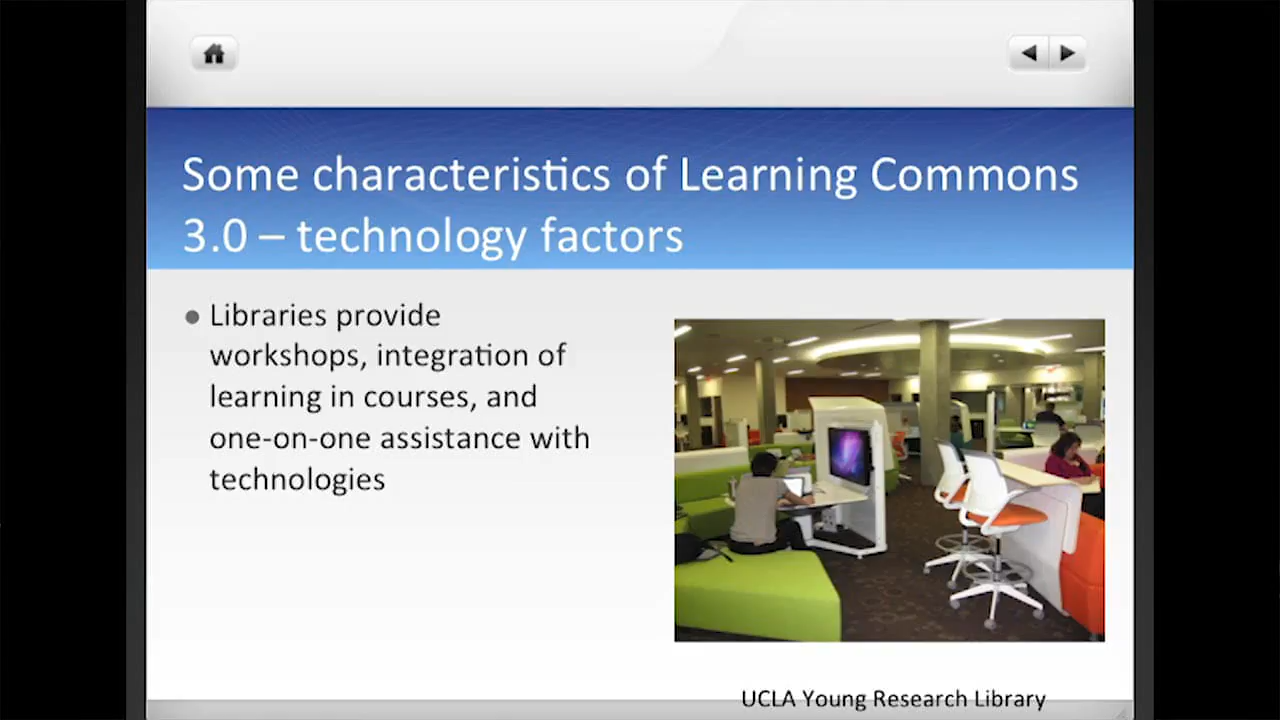 Some characteristics of Learning Commons
3.0 – technology factors
● Libraries provide
workshops, integration of
learning in courses, and
one-on-one assistance with
technologies
UCLA Young Research Library